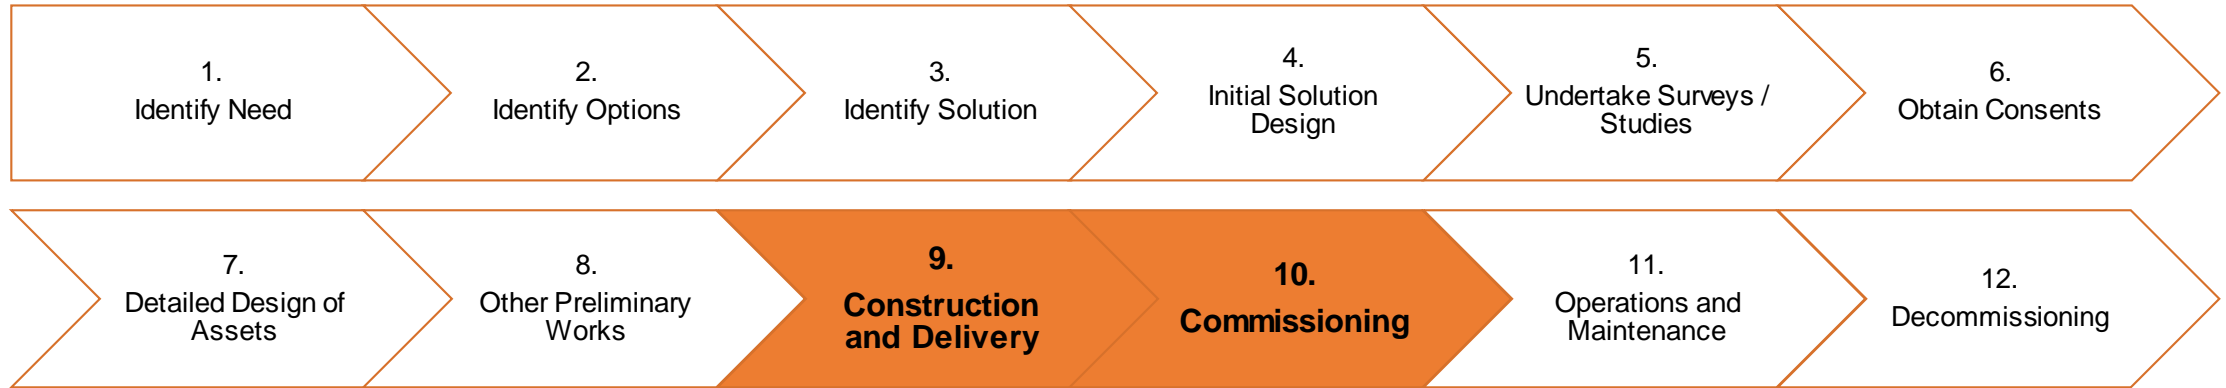 1.
Identify Need
2.
Identify Options
3.
Identify Solution
4.
Initial Solution
Design
5.
Undertake Surveys /
Studies
6.
Obtain Consents
7.
Detailed Design of
Assets
8.
Other Preliminary
Works
9.
Construction
and Delivery
10.
Commissioning
11.
Operations and
Maintenance
12.
Decommissioning